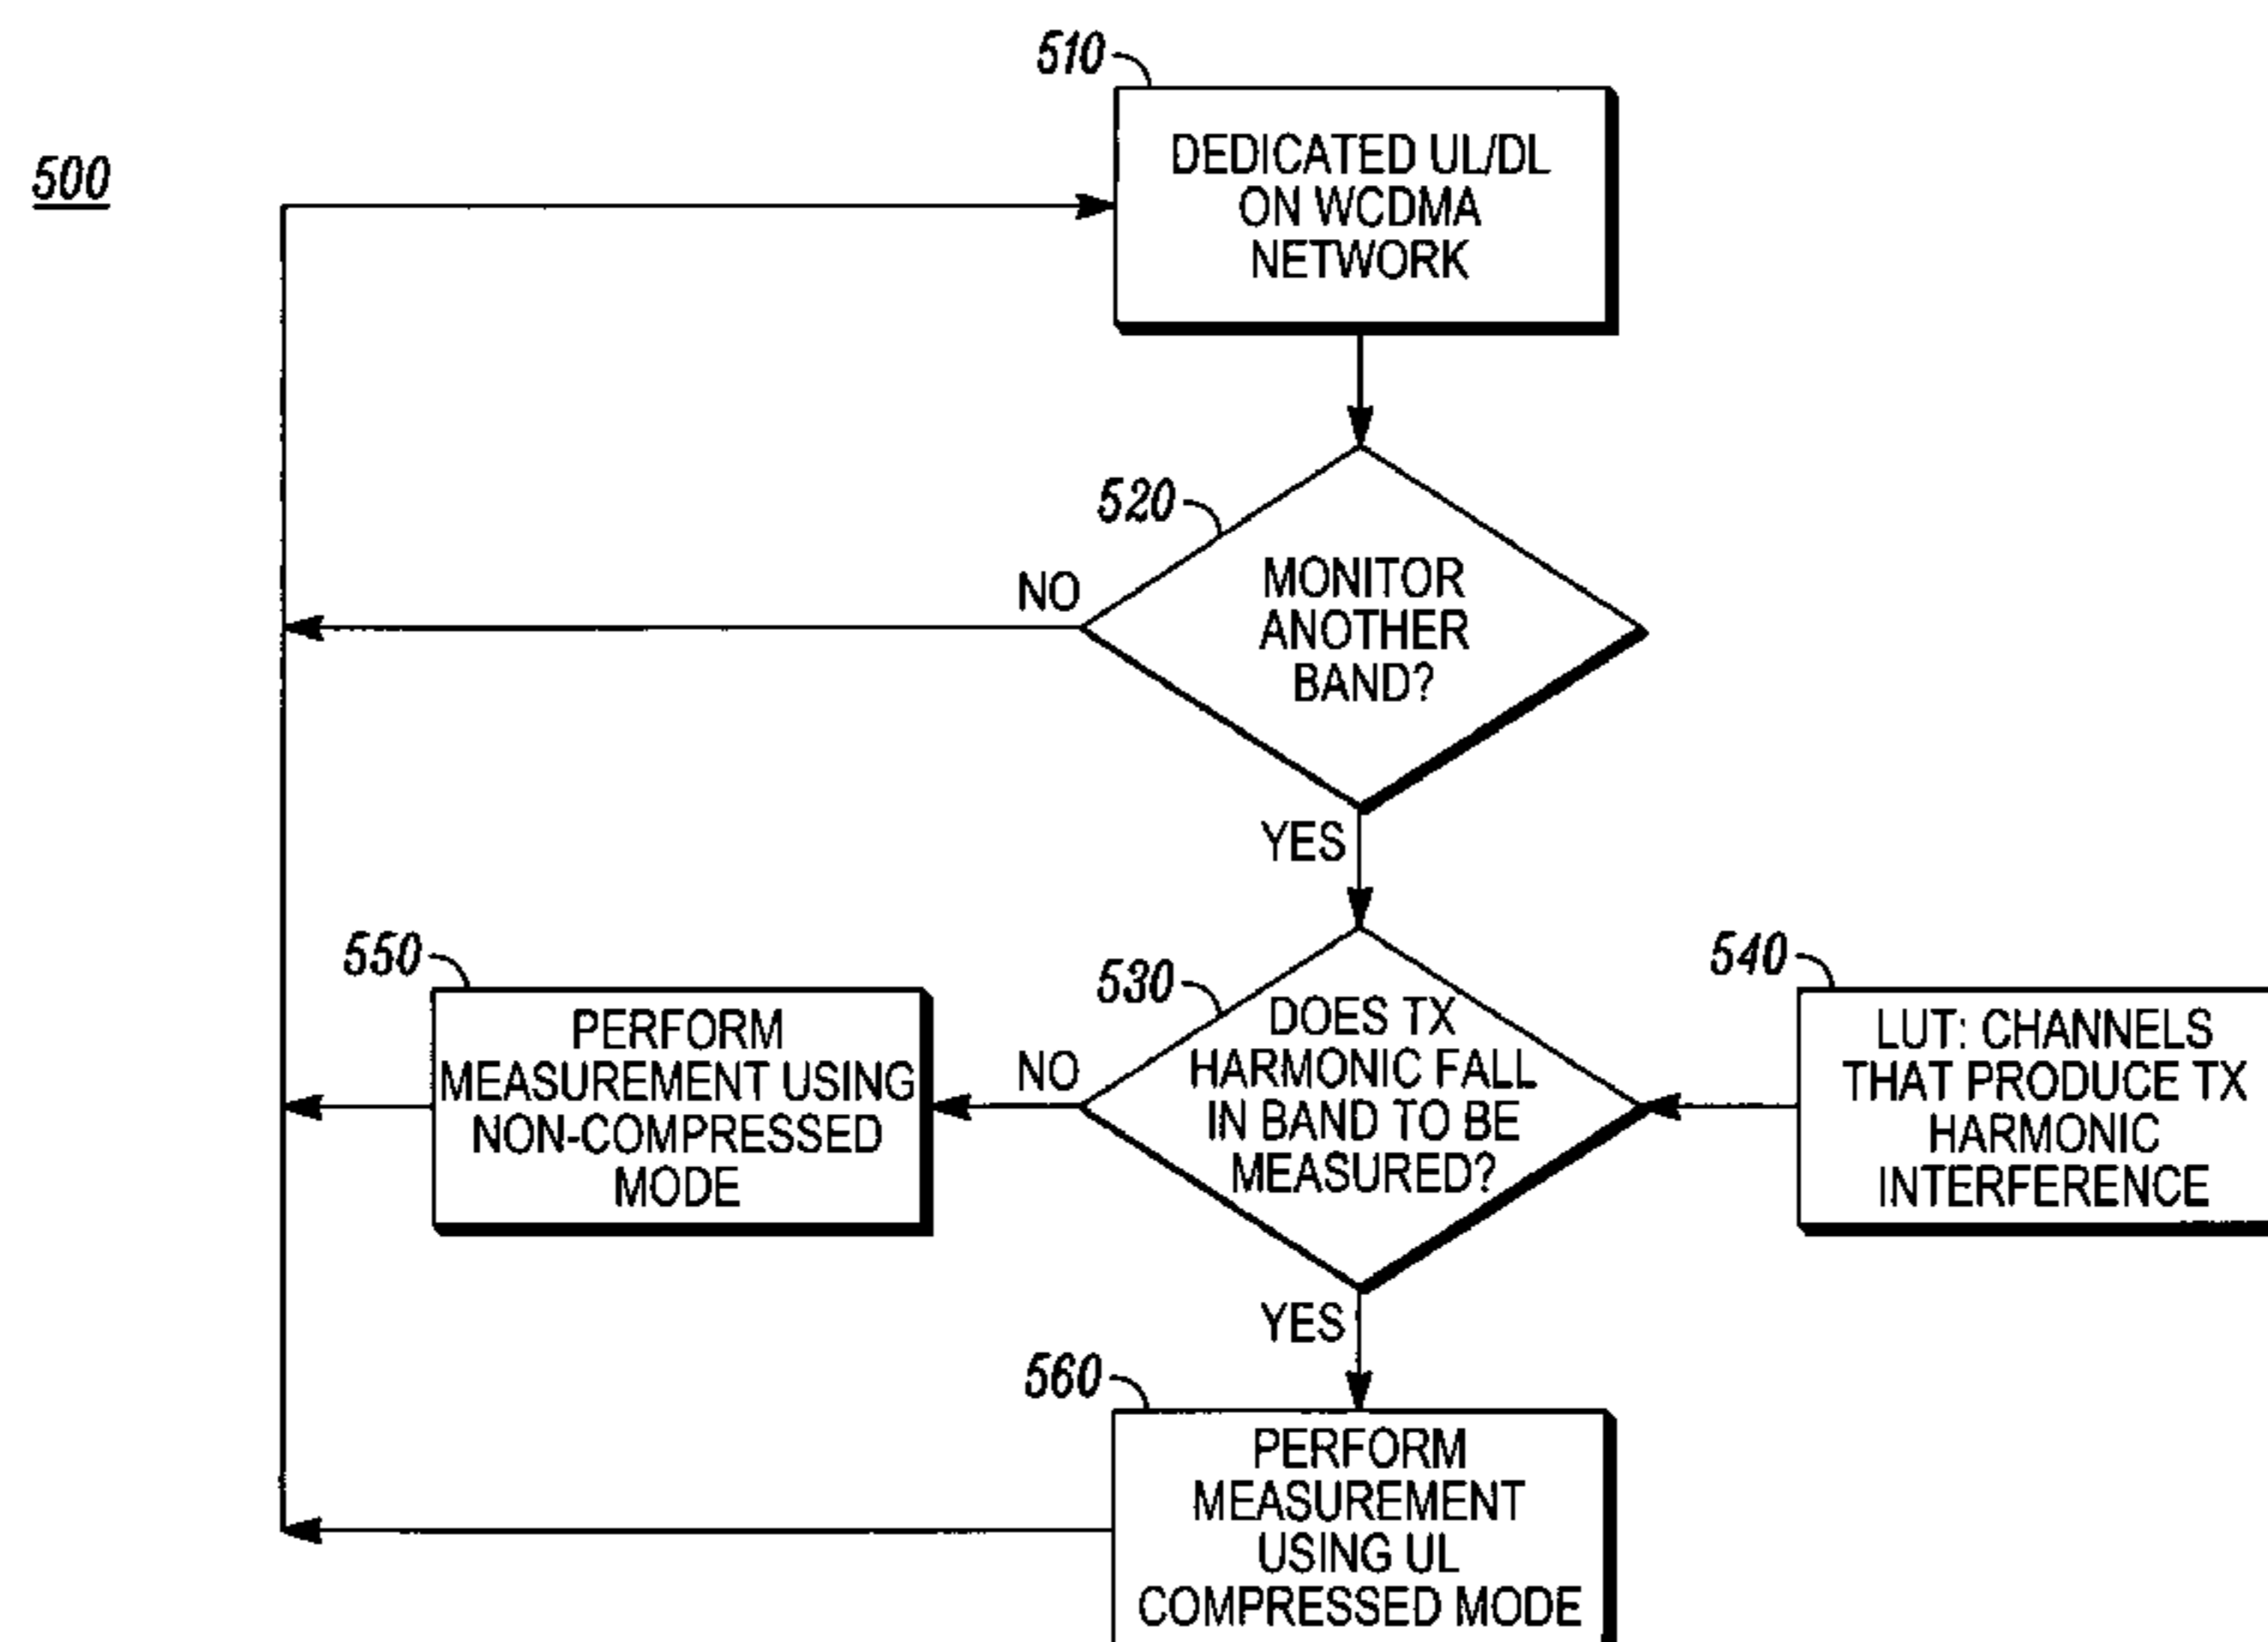 500
510
DEDICATED UL/DL
ON WCDMA
NETWORK
520
MONITOR
ANOTHER
BAND?
NO
YES
530
DOES TX
HARMONIC FALL
IN BAND TO BE
MEASURED?
NO
YES
540
LUT: CHANNELS
THAT PRODUCE TX
HARMONIC
INTERFERENCE
550
PERFORM
MEASUREMENT USING
NON-COMPRESSED
MODE
560
PERFORM
MEASUREMENT
USING UL
COMPRESSED MODE